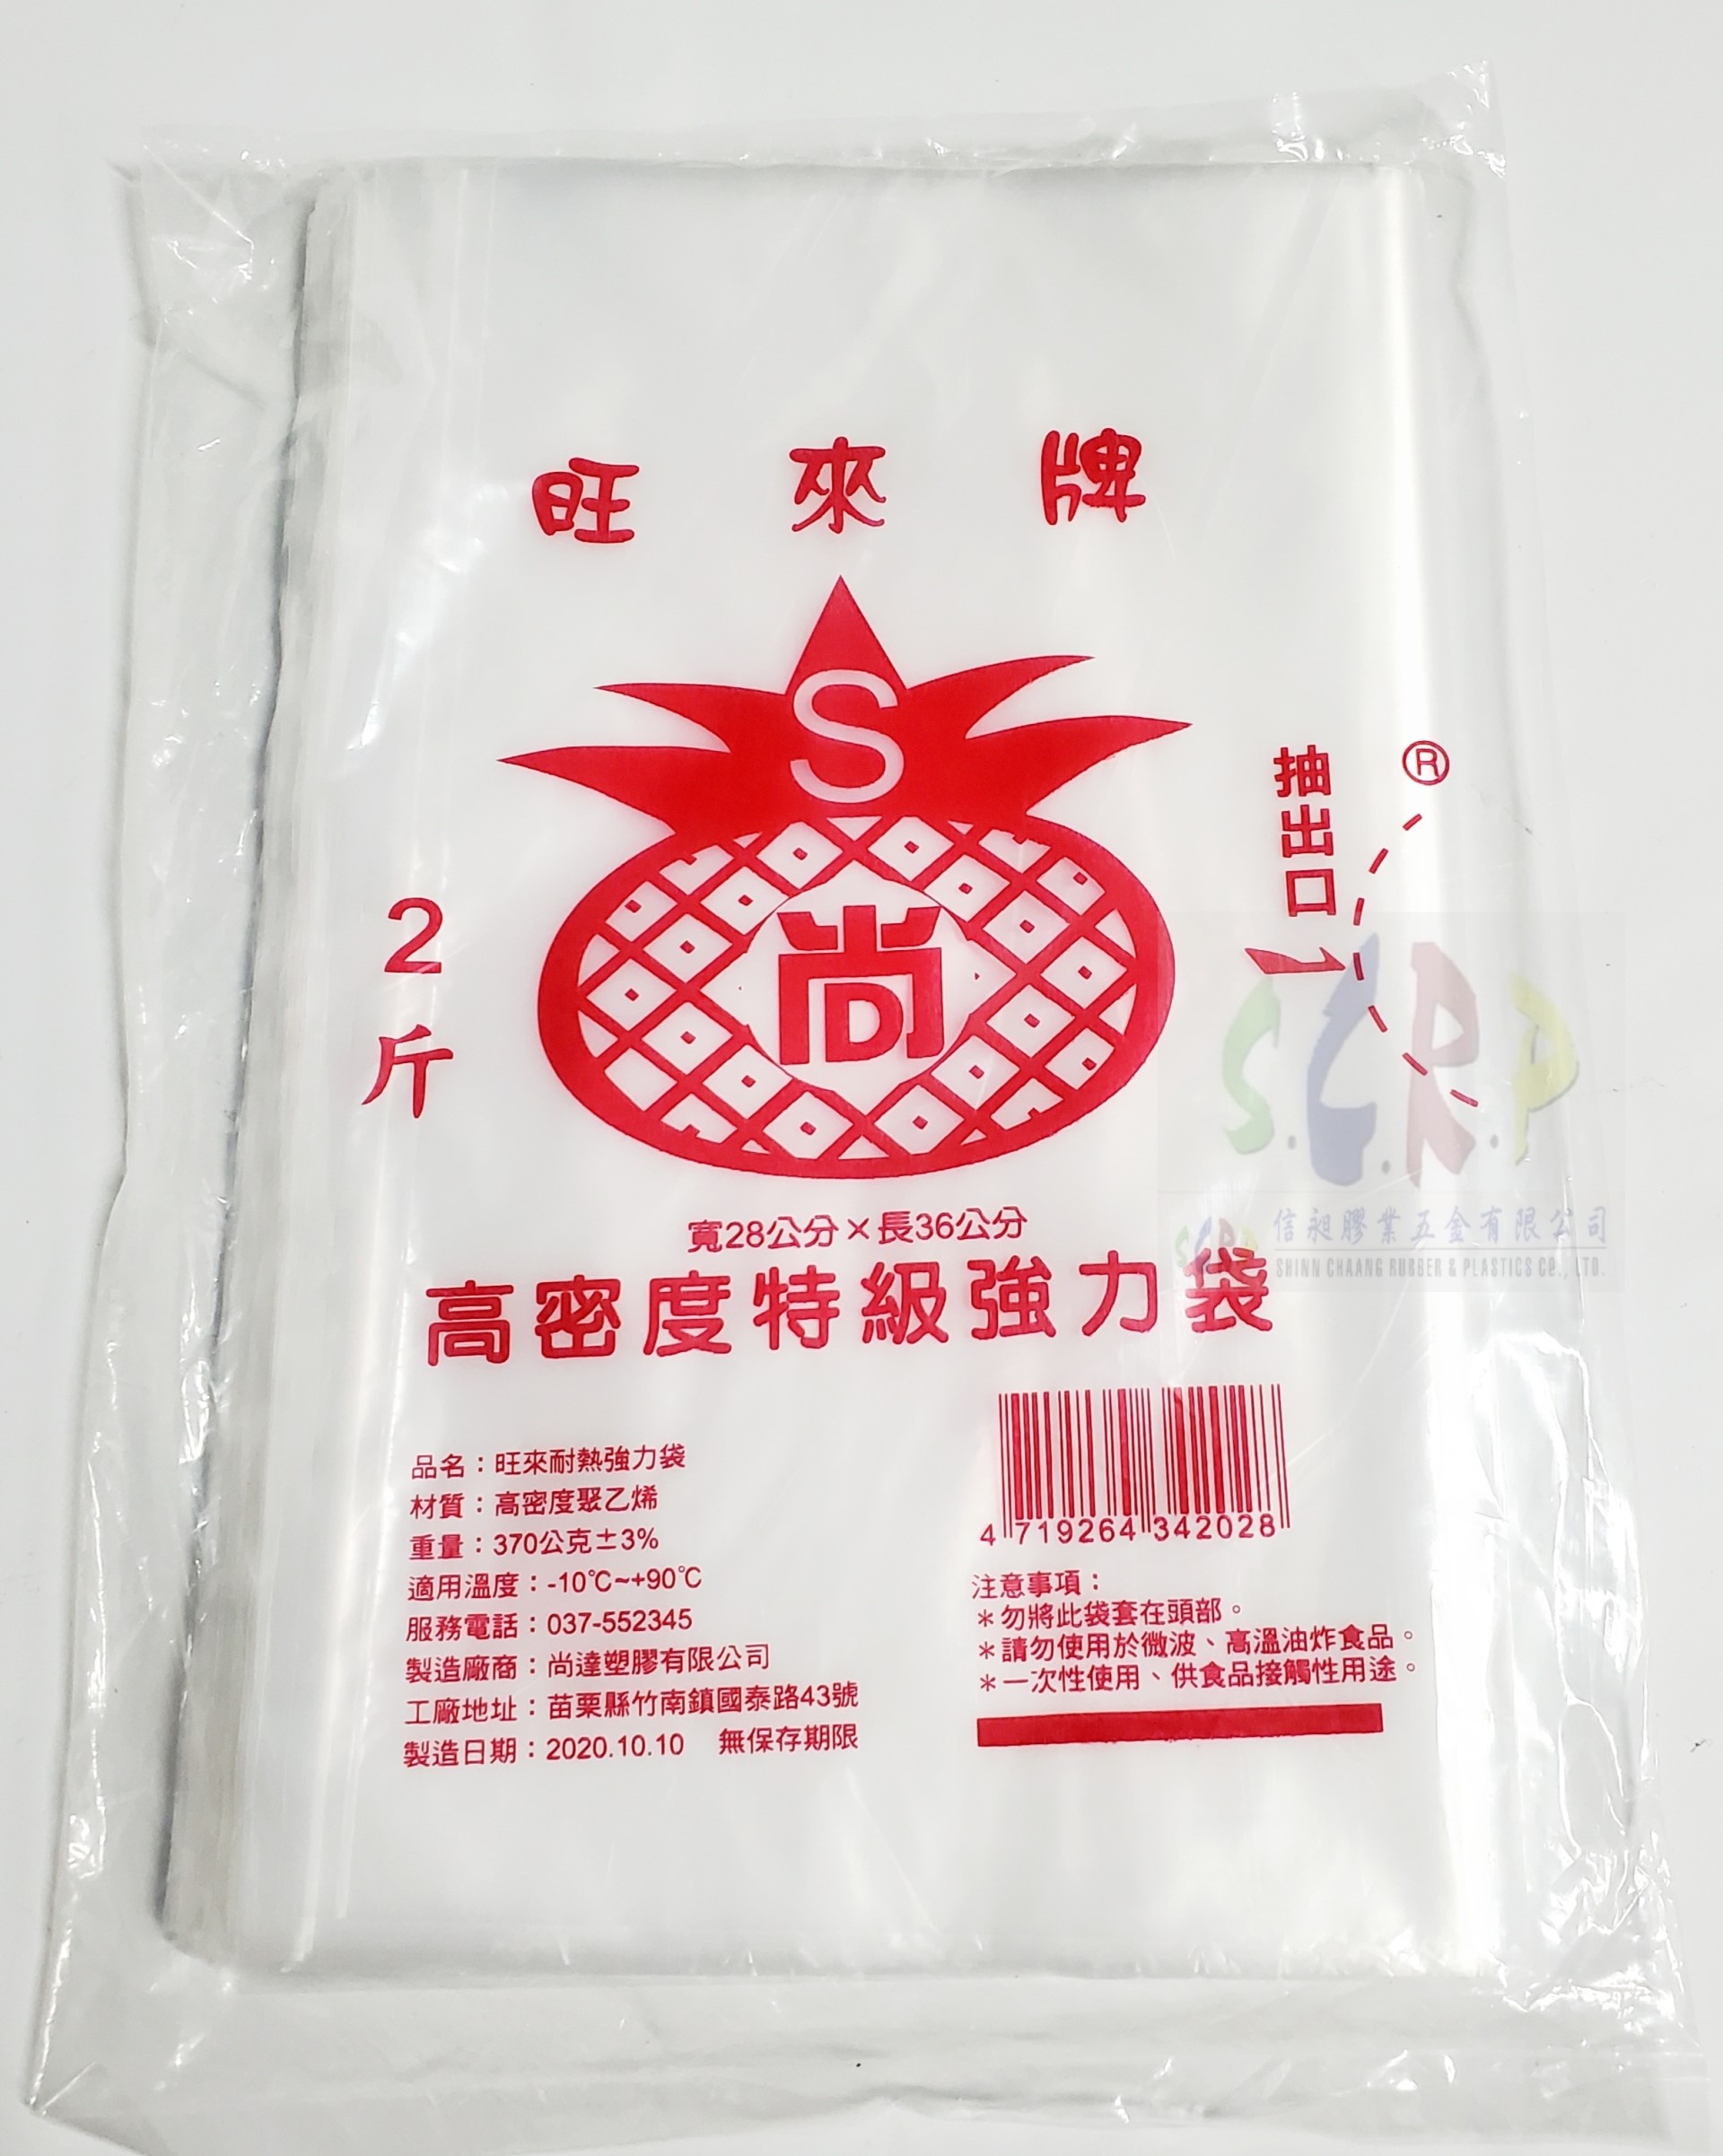 旺來牌
S
尚
D
2斤
抽出口
®
寬28公分×長36公分
高密度特級強力袋
品名：旺來耐熱強力袋
材質：高密度聚乙烯
重量：370公克±3%
適用溫度：-10℃~+90℃
服務電話：037-552345
製造廠商：尚達塑膠有限公司
工廠地址：苗栗縣竹南鎮國泰路43號
製造日期：2020.10.10 無保存期限
4 719264 342028
注意事項：
＊勿將此袋套在頭部。
＊請勿使用於微波、高溫油炸食品。
＊一次性使用、供食品接觸性用途。
S.C.R.P
信昶膠業五金有限公司
SHINN CHAANG RUBBER & PLASTICS CO., LTD.